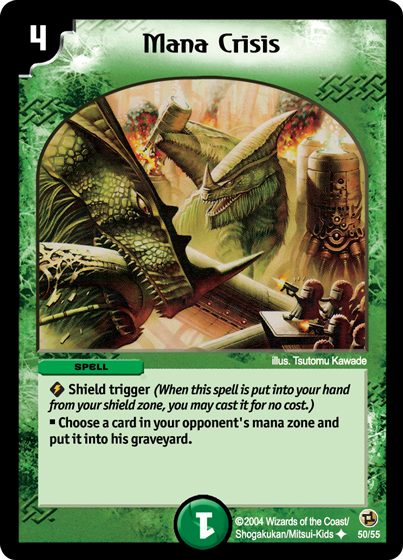 4
Mana Crisis
illus. Tsutomu Kawade
SPELL
Shield trigger (When this spell is put into your hand
from your shield zone, you may cast it for no cost.)
▪ Choose a card in your opponent's mana zone and
put it into his graveyard.
1
©2004 Wizards of the Coast/
Shogakukan/Mitsui-Kids ✦ 50/55